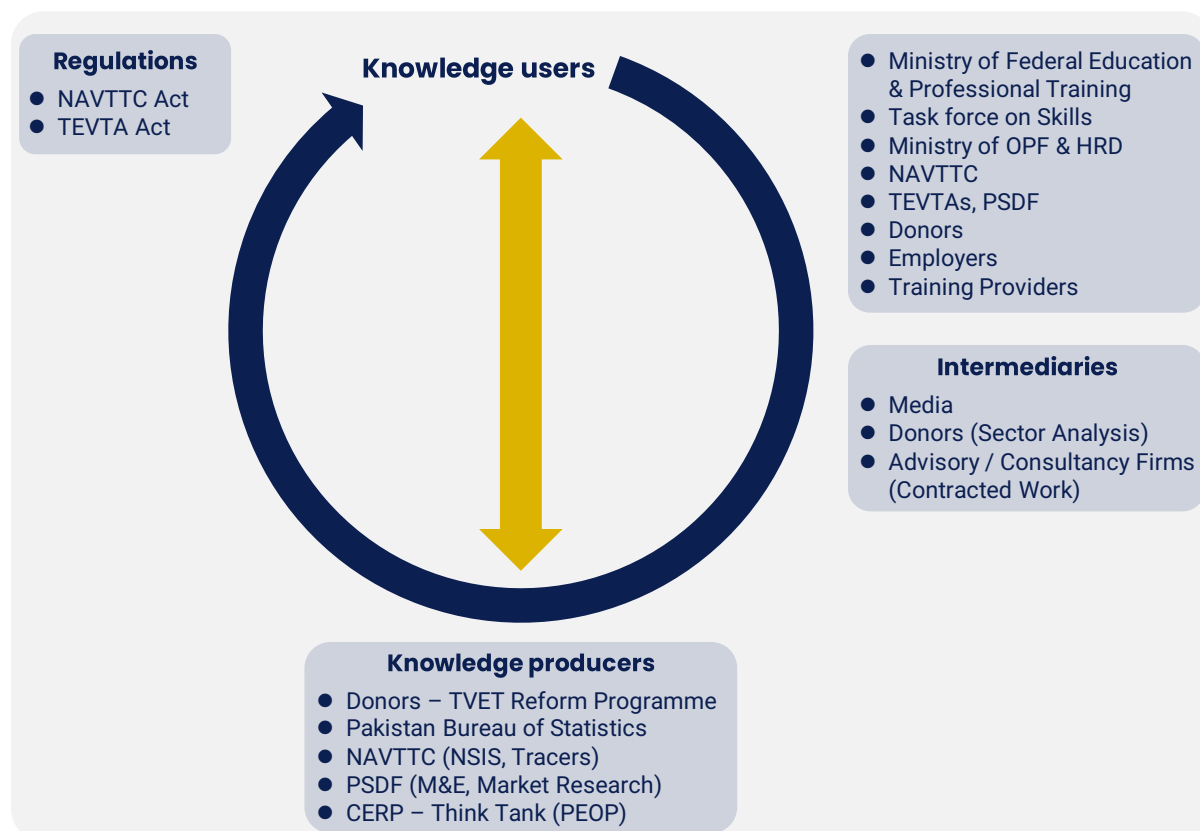 Regulations
● NAVTTC Act
● TEVTA Act
Knowledge users
● Ministry of Federal Education
& Professional Training
● Task force on Skills
● Ministry of OPF & HRD
● NAVTTC
● TEVTAs, PSDF
● Donors
● Employers
● Training Providers
Intermediaries
● Media
● Donors (Sector Analysis)
● Advisory / Consultancy Firms
(Contracted Work)
Knowledge producers
● Donors – TVET Reform Programme
● Pakistan Bureau of Statistics
● NAVTTC (NSIS, Tracers)
● PSDF (M&E, Market Research)
● CERP – Think Tank (PEOP)